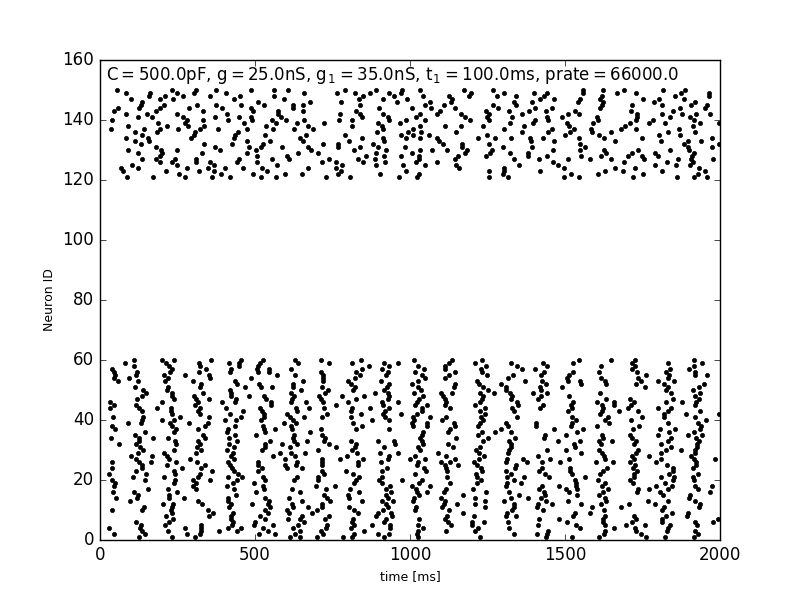 160
C = 500.0pF, g = 25.0nS, g₁ = 35.0nS, t₁ = 100.0ms, prate = 66000.0
140
120
100
80
60
40
20
0
Neuron ID
0 500 1000 1500 2000
time [ms]